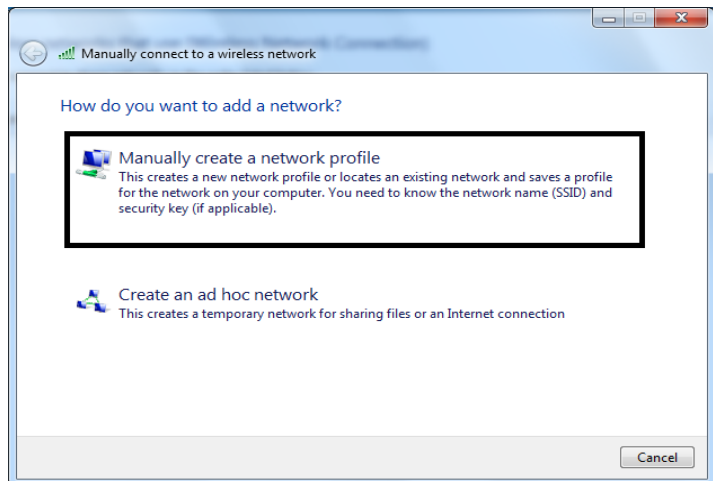 Manually connect to a wireless network
How do you want to add a network?
Manually create a network profile
This creates a new network profile or locates an existing network and saves a profile
for the network on your computer. You need to know the network name (SSID) and
security key (if applicable).
Create an ad hoc network
This creates a temporary network for sharing files or an Internet connection
Cancel